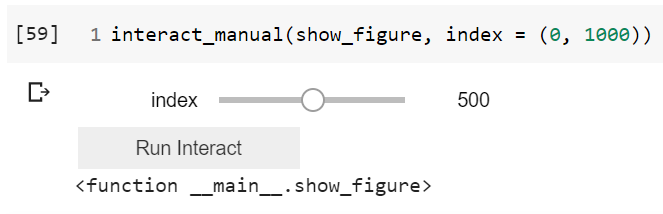 [59] 1 interact_manual(show_figure, index = (0, 1000))
index 500
Run Interact
<function __main__.show_figure>